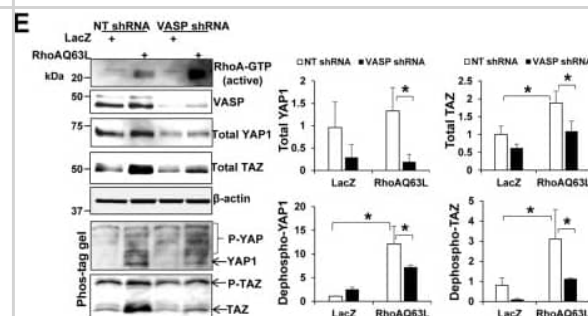 E
NT shRNA VASP shRNA
LacZ + +
RhoAQ63L + +
kDa
20
RhoA-GTP
(active)
50
VASP
75
Total YAP1
50
Total TAZ
β-actin
37
Phos-tag gel
P-YAP
YAP1
P-TAZ
TAZ
NT shRNA VASP shRNA
Total YAP1
2
1.5
1
0.5
0
*
LacZ RhoAQ63L
NT shRNA VASP shRNA
Total TAZ
2.5
2
1.5
1
0.5
0
* *
LacZ RhoAQ63L
Dephospho-YAP1
20
15
10
5
0
* *
LacZ RhoAQ63L
Dephospho-TAZ
5
4
3
2
1
0
* *
LacZ RhoAQ63L